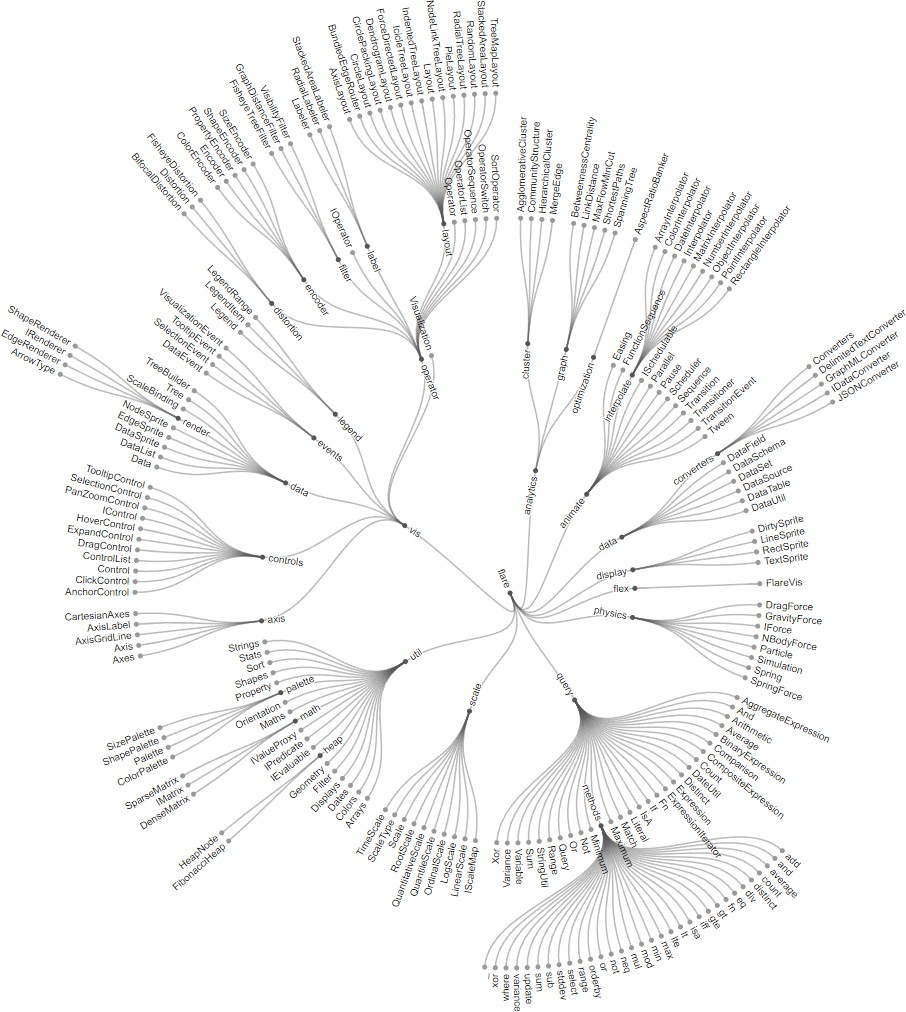 flare
analytics
cluster
AgglomerativeCluster
CommunityStructure
HierarchicalCluster
MergeEdge
graph
BetweennessCentrality
LinkDistance
MaxFlowMinCut
ShortestPaths
SpanningTree
optimization
AspectRatioBanker
animate
Easing
FunctionSequence
interpolate
ArrayInterpolator
ColorInterpolator
DateInterpolator
Interpolator
MatrixInterpolator
NumberInterpolator
ObjectInterpolator
PointInterpolator
RectangleInterpolator
ISchedulable
Parallel
Pause
Scheduler
Sequence
Transition
Transitioner
TransitionEvent
Tween
data
converters
Converters
DelimitedTextConverter
GraphMLConverter
IDataConverter
JSONConverter
DataField
DataSchema
DataSet
DataSource
DataTable
DataUtil
display
DirtySprite
LineSprite
RectSprite
TextSprite
flex
FlareVis
physics
DragForce
GravityForce
IForce
NBodyForce
Particle
Simulation
Spring
SpringForce
query
AggregateExpression
And
Arithmetic
Average
BinaryExpression
Comparison
CompositeExpression
Count
DateUtil
Distinct
Expression
ExpressionIterator
Fn
If
IsA
Literal
Match
Maximum
methods
add
and
average
count
distinct
div
eq
fn
gt
gte
iff
isa
lt
lte
max
min
mod
mul
neq
not
or
orderby
range
select
stddev
sub
sum
update
variance
where
xor
_
Minimum
Not
Or
Query
Range
StringUtil
Sum
Variable
Variance
Xor
scale
IScaleMap
LinearScale
LogScale
OrdinalScale
QuantileScale
QuantitativeScale
RootScale
Scale
ScaleType
TimeScale
util
Arrays
Colors
Dates
Displays
Filter
Geometry
heap
FibonacciHeap
HeapNode
IEvaluable
IPredicate
IValueProxy
math
DenseMatrix
IMatrix
SparseMatrix
Maths
Orientation
palette
ColorPalette
Palette
ShapePalette
SizePalette
Property
Shapes
Sort
Stats
Strings
vis
axis
Axes
Axis
AxisGridLine
AxisLabel
CartesianAxes
controls
AnchorControl
ClickControl
Control
ControlList
DragControl
ExpandControl
HoverControl
IControl
PanZoomControl
SelectionControl
TooltipControl
data
Data
DataList
DataSprite
EdgeSprite
NodeSprite
render
ArrowType
EdgeRenderer
IRenderer
ShapeRenderer
ScaleBinding
Tree
TreeBuilder
events
DataEvent
SelectionEvent
TooltipEvent
VisualizationEvent
legend
Legend
LegendItem
LegendRange
operator
distortion
BifocalDistortion
Distortion
FisheyeDistortion
encoder
ColorEncoder
Encoder
PropertyEncoder
ShapeEncoder
SizeEncoder
filter
FisheyeTreeFilter
GraphDistanceFilter
VisibilityFilter
IOperator
label
Labeler
RadialLabeler
StackedAreaLabeler
layout
AxisLayout
BundledEdgeRouter
CircleLayout
CirclePackingLayout
DendrogramLayout
ForceDirectedLayout
IcicleTreeLayout
IndentedTreeLayout
Layout
NodeLinkTreeLayout
PieLayout
RadialTreeLayout
RandomLayout
StackedAreaLayout
TreeMapLayout
Operator
OperatorList
OperatorSequence
OperatorSwitch
SortOperator
Visualization